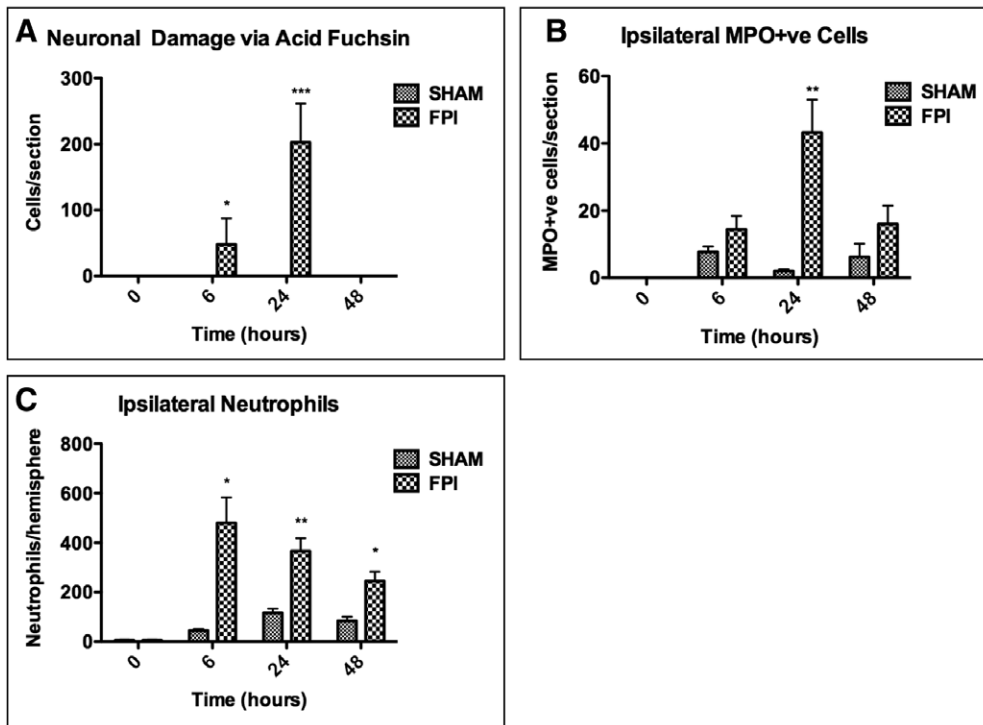 A Neuronal Damage via Acid Fuchsin
SHAM
FPI
Cells/section
300
200
100
0
*
***
0 6 24 48
Time (hours)
B Ipsilateral MPO+ve Cells
SHAM
FPI
MPO+ve cells/section
60
40
20
0
**
0 6 24 48
Time (hours)
C Ipsilateral Neutrophils
SHAM
FPI
Neutrophils/hemisphere
800
600
400
200
0
*
**
*
0 6 24 48
Time (hours)